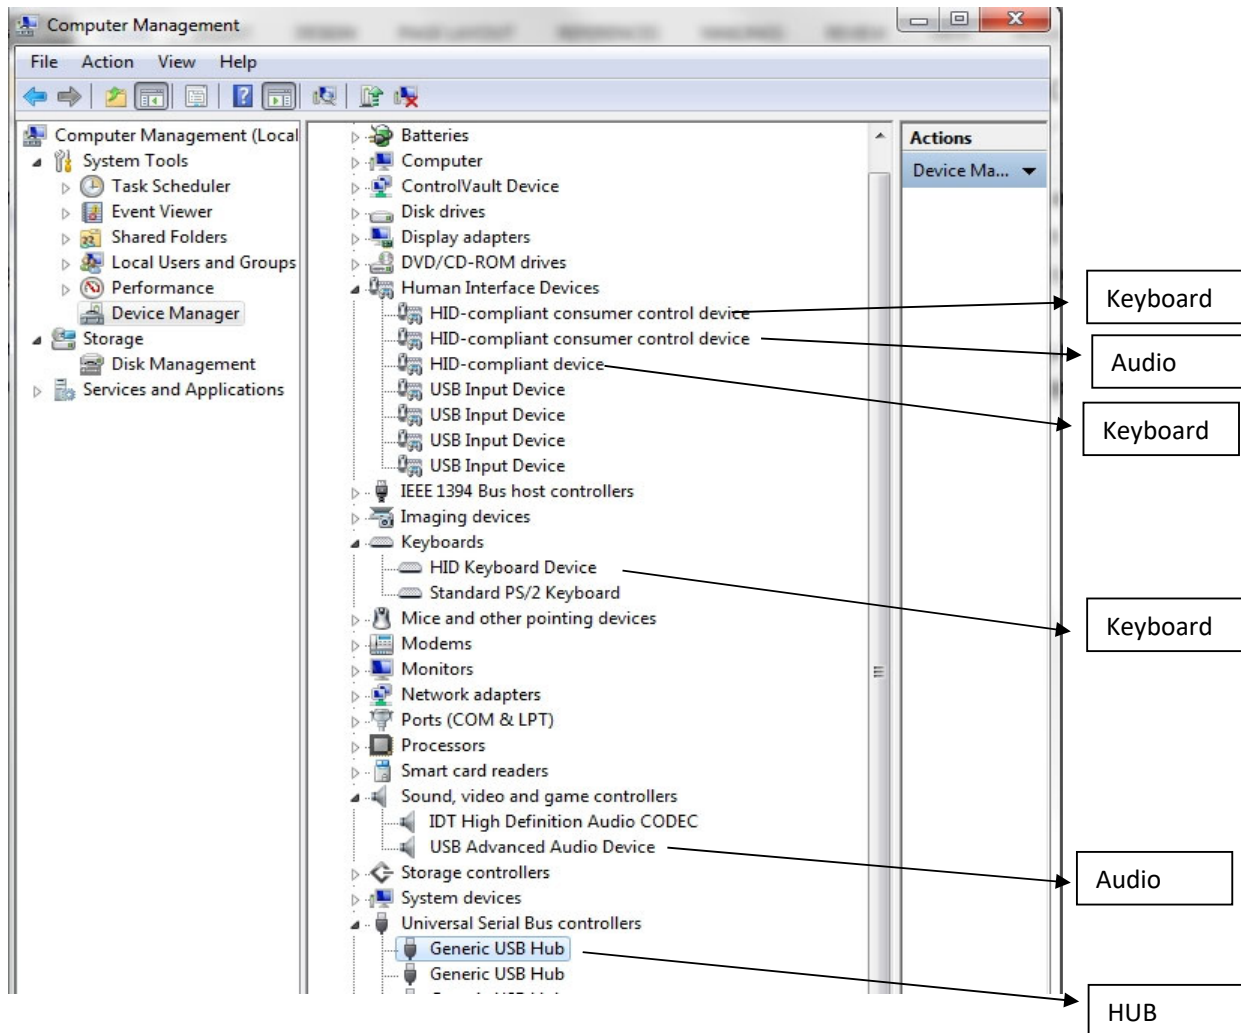 Computer Management
File Action View Help
Computer Management (Local
System Tools
Task Scheduler
Event Viewer
Shared Folders
Local Users and Groups
Performance
Device Manager
Storage
Disk Management
Services and Applications
Batteries
Computer
ControlVault Device
Disk drives
Display adapters
DVD/CD-ROM drives
Human Interface Devices
HID-compliant consumer control device
HID-compliant consumer control device
HID-compliant device
USB Input Device
USB Input Device
USB Input Device
USB Input Device
IEEE 1394 Bus host controllers
Imaging devices
Keyboards
HID Keyboard Device
Standard PS/2 Keyboard
Mice and other pointing devices
Modems
Monitors
Network adapters
Ports (COM & LPT)
Processors
Smart card readers
Sound, video and game controllers
IDT High Definition Audio CODEC
USB Advanced Audio Device
Storage controllers
System devices
Universal Serial Bus controllers
Generic USB Hub
Generic USB Hub
Actions
Device Ma...
Keyboard
Audio
Keyboard
Keyboard
Audio
HUB